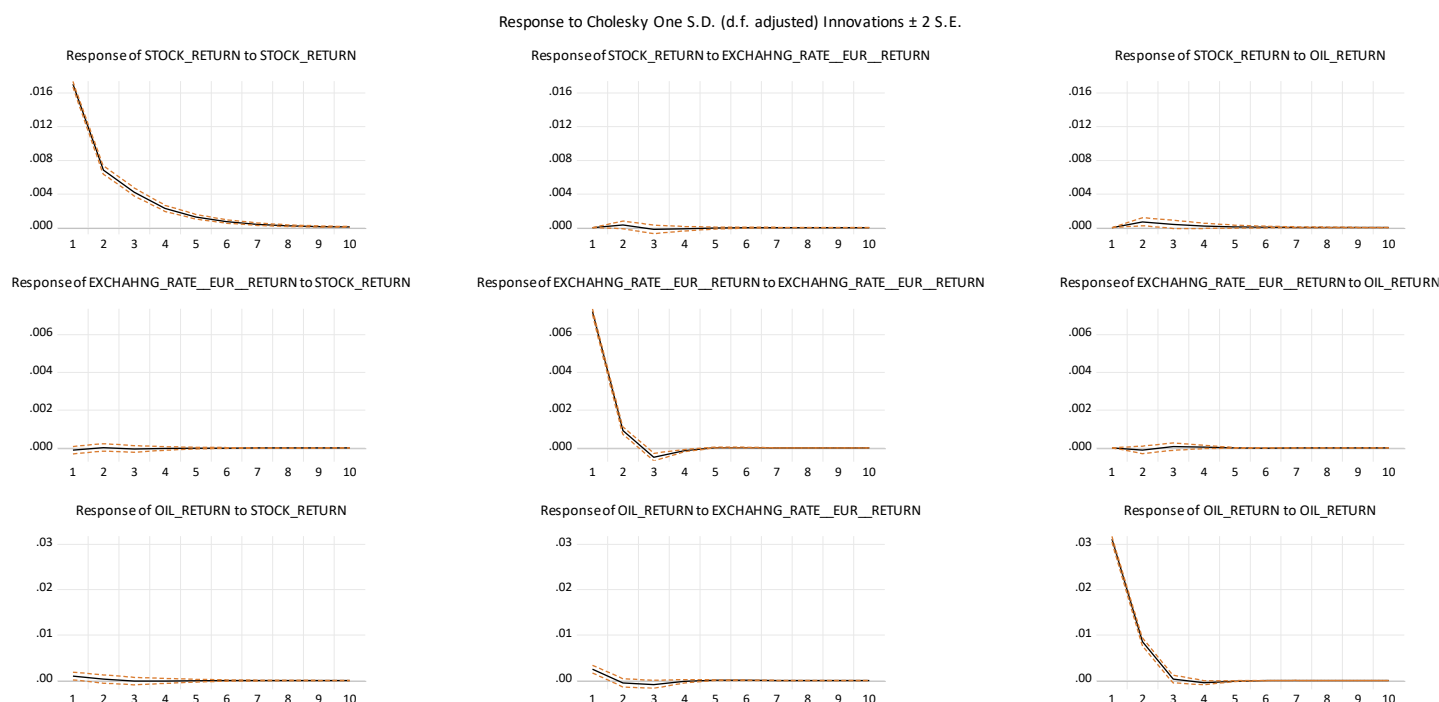 Response to Cholesky One S.D. (d.f. adjusted) Innovations ± 2 S.E.
Response of STOCK_RETURN to STOCK_RETURN
.016
.012
.008
.004
.000
1 2 3 4 5 6 7 8 9 10
Response of STOCK_RETURN to EXCHAHNG_RATE__EUR__RETURN
.016
.012
.008
.004
.000
1 2 3 4 5 6 7 8 9 10
Response of STOCK_RETURN to OIL_RETURN
.016
.012
.008
.004
.000
1 2 3 4 5 6 7 8 9 10
Response of EXCHAHNG_RATE__EUR__RETURN to STOCK_RETURN
.006
.004
.002
.000
1 2 3 4 5 6 7 8 9 10
Response of EXCHAHNG_RATE__EUR__RETURN to EXCHAHNG_RATE__EUR__RETURN
.006
.004
.002
.000
1 2 3 4 5 6 7 8 9 10
Response of EXCHAHNG_RATE__EUR__RETURN to OIL_RETURN
.006
.004
.002
.000
1 2 3 4 5 6 7 8 9 10
Response of OIL_RETURN to STOCK_RETURN
.03
.02
.01
.00
1 2 3 4 5 6 7 8 9 10
Response of OIL_RETURN to EXCHAHNG_RATE__EUR__RETURN
.03
.02
.01
.00
1 2 3 4 5 6 7 8 9 10
Response of OIL_RETURN to OIL_RETURN
.03
.02
.01
.00
1 2 3 4 5 6 7 8 9 10